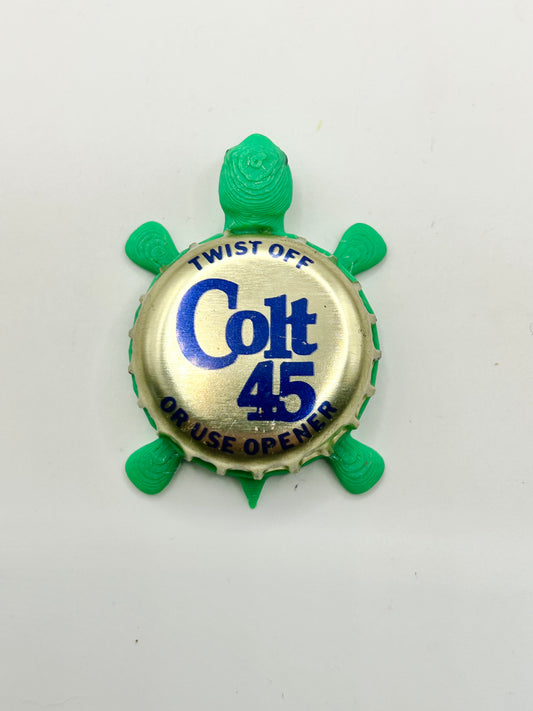 TWIST OFF
Colt
45
OR USE OPENER